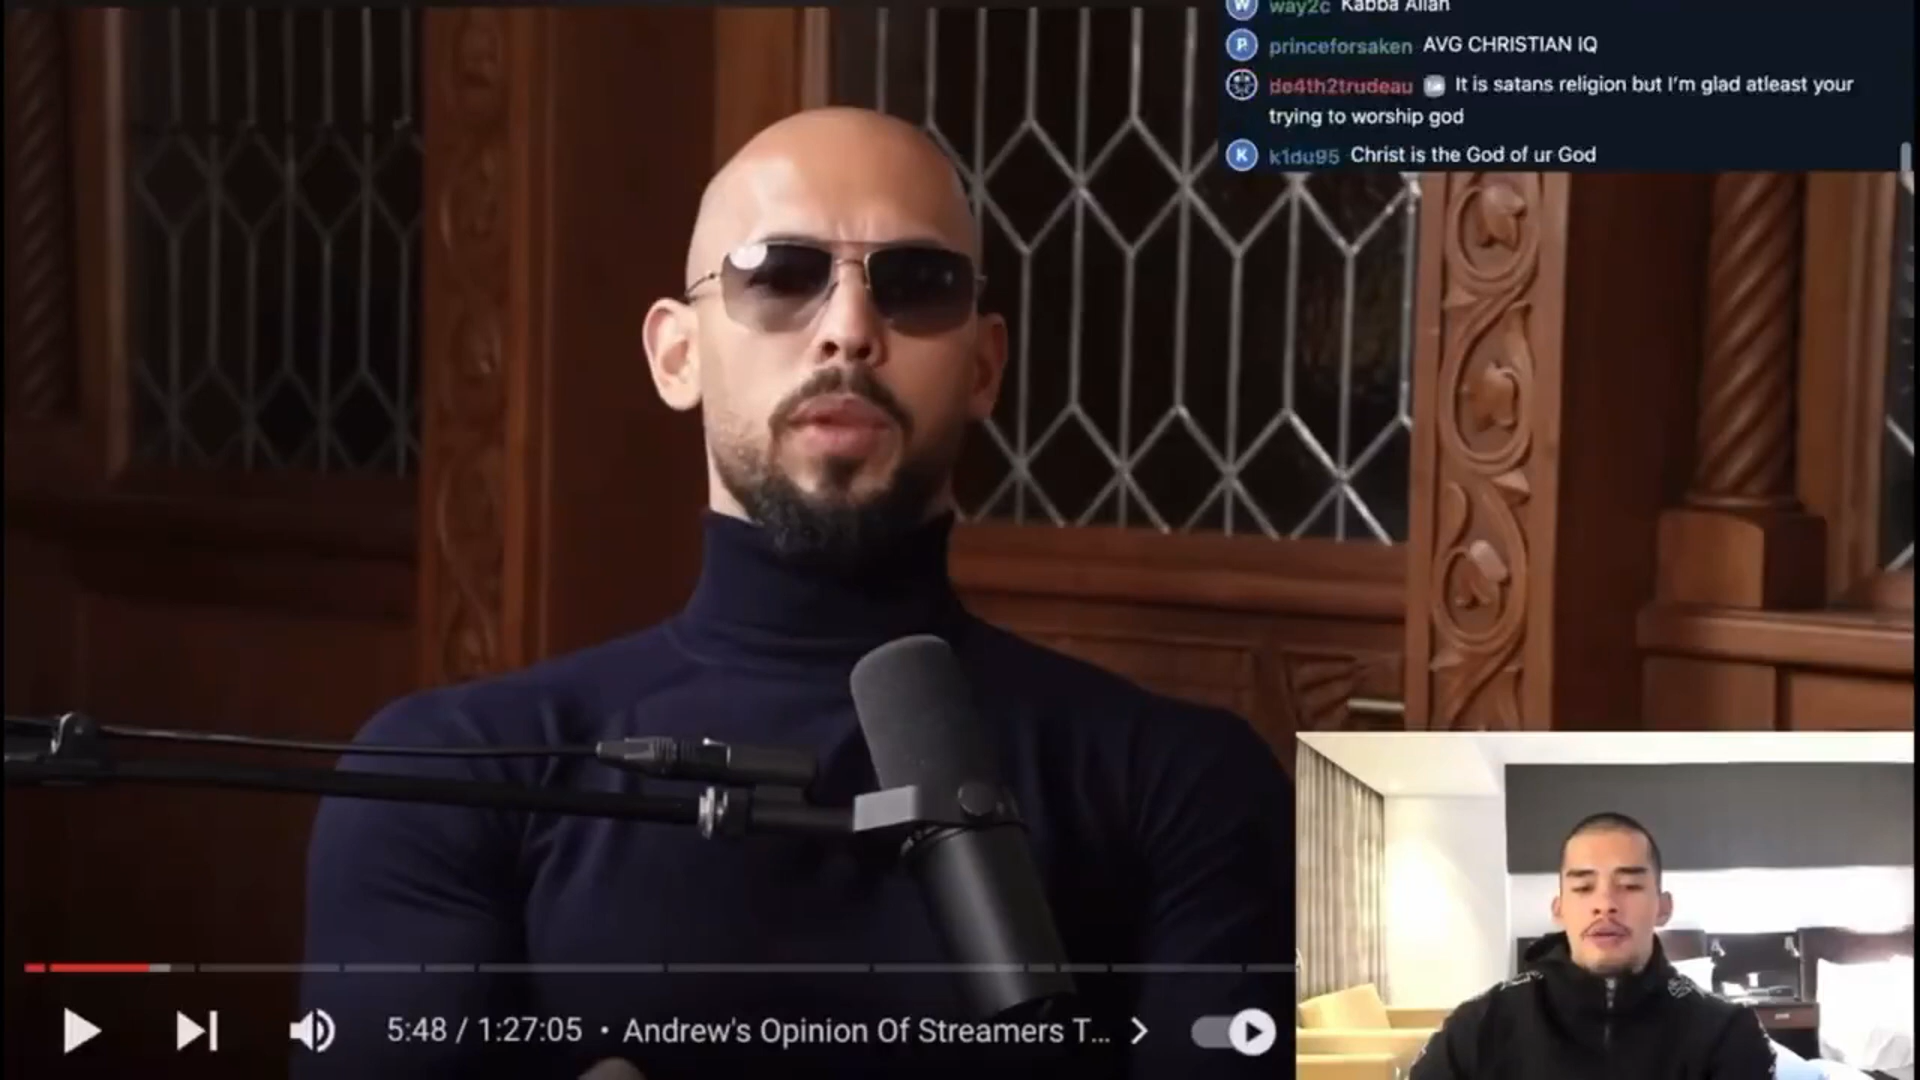 way2c Kabba Allah
princeforsaken AVG CHRISTIAN IQ
de4th2trudeau It is satans religion but I'm glad atleast your
trying to worship god
k1du95 Christ is the God of ur God
5:48 / 1:27:05 • Andrew's Opinion Of Streamers T...